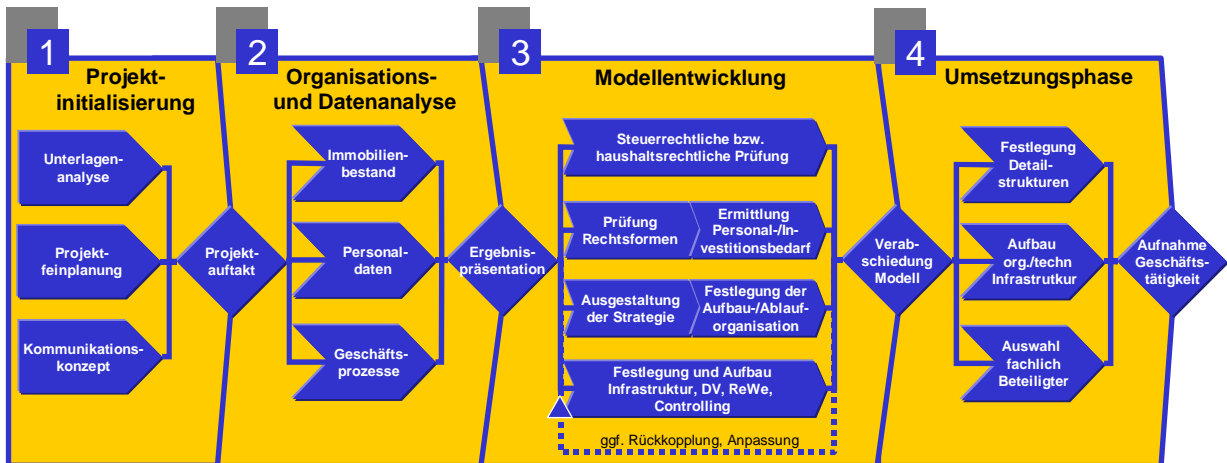 1
Projekt-
initialisierung
Unterlagen-
analyse
Projekt-
feinplanung
Kommunikations-
konzept
Projekt-
auftakt
2
Organisations-
und Datenanalyse
Immobilien-
bestand
Personal-
daten
Geschäfts-
prozesse
Ergebnis-
präsentation
3
Modellentwicklung
Steuerrechtliche bzw.
haushaltsrechtliche Prüfung
Prüfung
Rechtsformen
Ermittlung
Personal-/In-
vestitionsbedarf
Ausgestaltung
der Strategie
Festlegung der
Aufbau-/Ablauf-
organisation
Festlegung und Aufbau
Infrastruktur, DV, ReWe,
Controlling
ggf. Rückkopplung, Anpassung
Verab-
schiedung
Modell
4
Umsetzungsphase
Festlegung
Detail-
strukturen
Aufbau
org./techn
Infrastrutkur
Auswahl
fachlich
Beteiligter
Aufnahme
Geschäfts-
tätigkeit